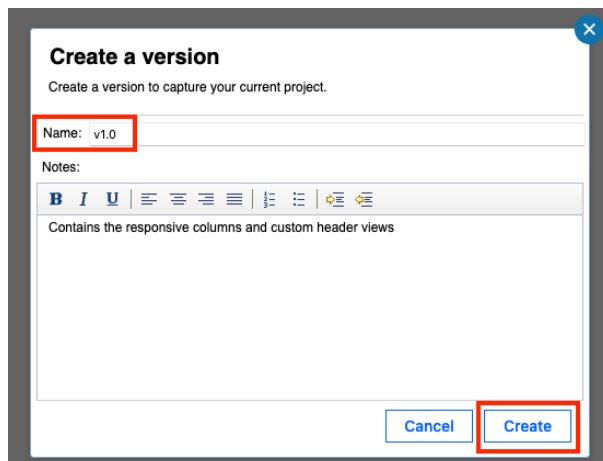 Create a version
Create a version to capture your current project.
Name: v1.0
Notes:
B I U
Contains the responsive columns and custom header views
Cancel Create